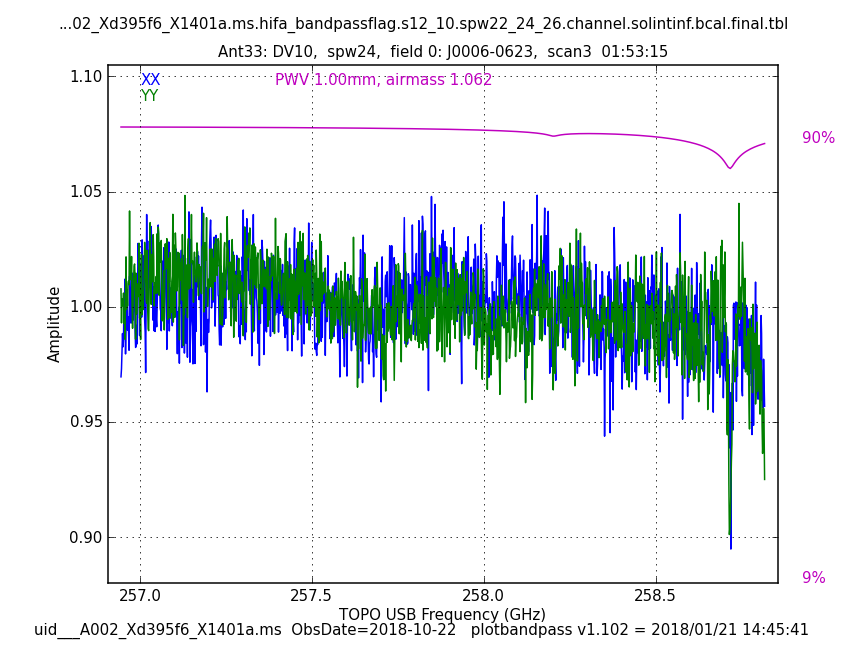 ...02_Xd395f6_X1401a.ms.hifa_bandpassflag.s12_10.spw22_24_26.channel.solintinf.bcal.final.tbl
Ant33: DV10,  spw24,  field 0: J0006-0623,  scan3  01:53:15
XX
YY
PWV 1.00mm, airmass 1.062
1.10
1.05
1.00
0.95
0.90
Amplitude
90%
9%
257.0 257.5 258.0 258.5
TOPO USB Frequency (GHz)
uid___A002_Xd395f6_X1401a.ms  ObsDate=2018-10-22   plotbandpass v1.102 = 2018/01/21 14:45:41